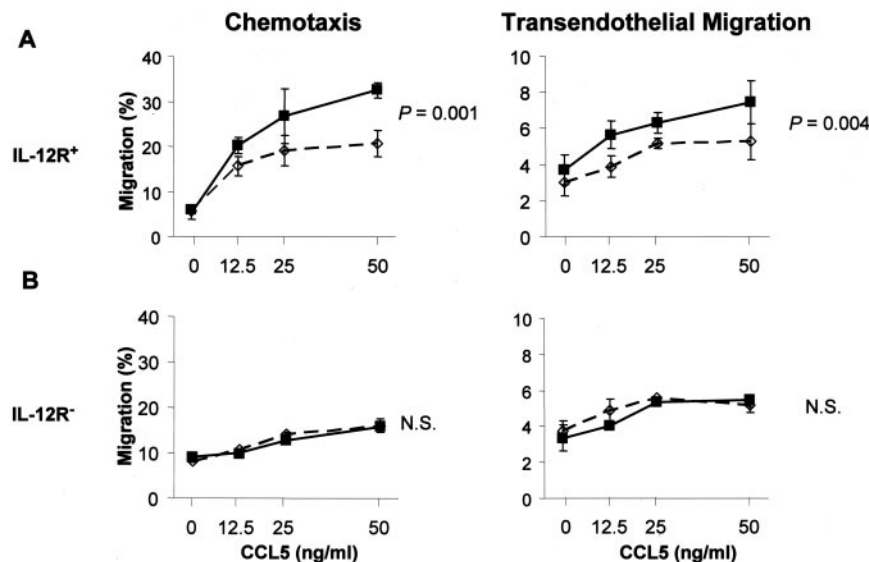 Chemotaxis Transendothelial Migration
A
40 10
30 8
P = 0.001 P = 0.004
6
IL-12R⁺ Migration (%) 20
4
10 2
0 0
0 12.5 25 50 0 12.5 25 50
B
40 10
30 8
6
IL-12R⁻ Migration (%) 20 N.S. N.S.
4
10 2
0 0
0 12.5 25 50 0 12.5 25 50
CCL5 (ng/ml) CCL5 (ng/ml)